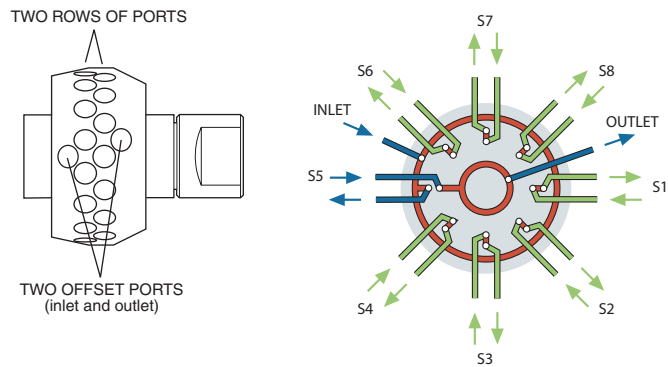 TWO ROWS OF PORTS
TWO OFFSET PORTS
(inlet and outlet)
S7
S6
S8
INLET
OUTLET
S5
S1
S4
S2
S3